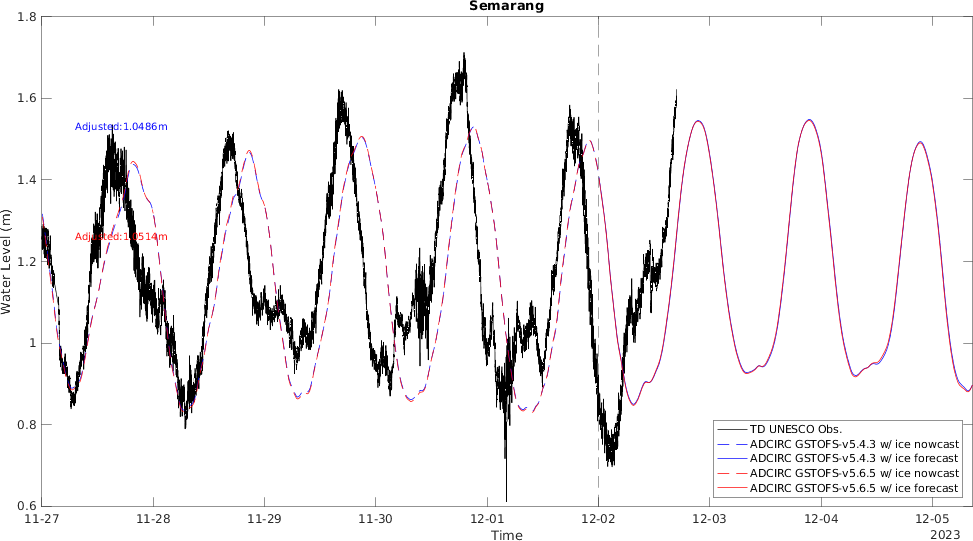 Semarang
1.8
1.6
1.4
1.2
1
0.8
0.6
Water Level (m)
Adjusted:1.0486m
Adjusted:1.0514m
TD UNESCO Obs.
ADCIRC GSTOFS-v5.4.3 w/ ice nowcast
ADCIRC GSTOFS-v5.4.3 w/ ice forecast
ADCIRC GSTOFS-v5.6.5 w/ ice nowcast
ADCIRC GSTOFS-v5.6.5 w/ ice forecast
11-27 11-28 11-29 11-30 12-01 12-02 12-03 12-04 12-05
Time
2023